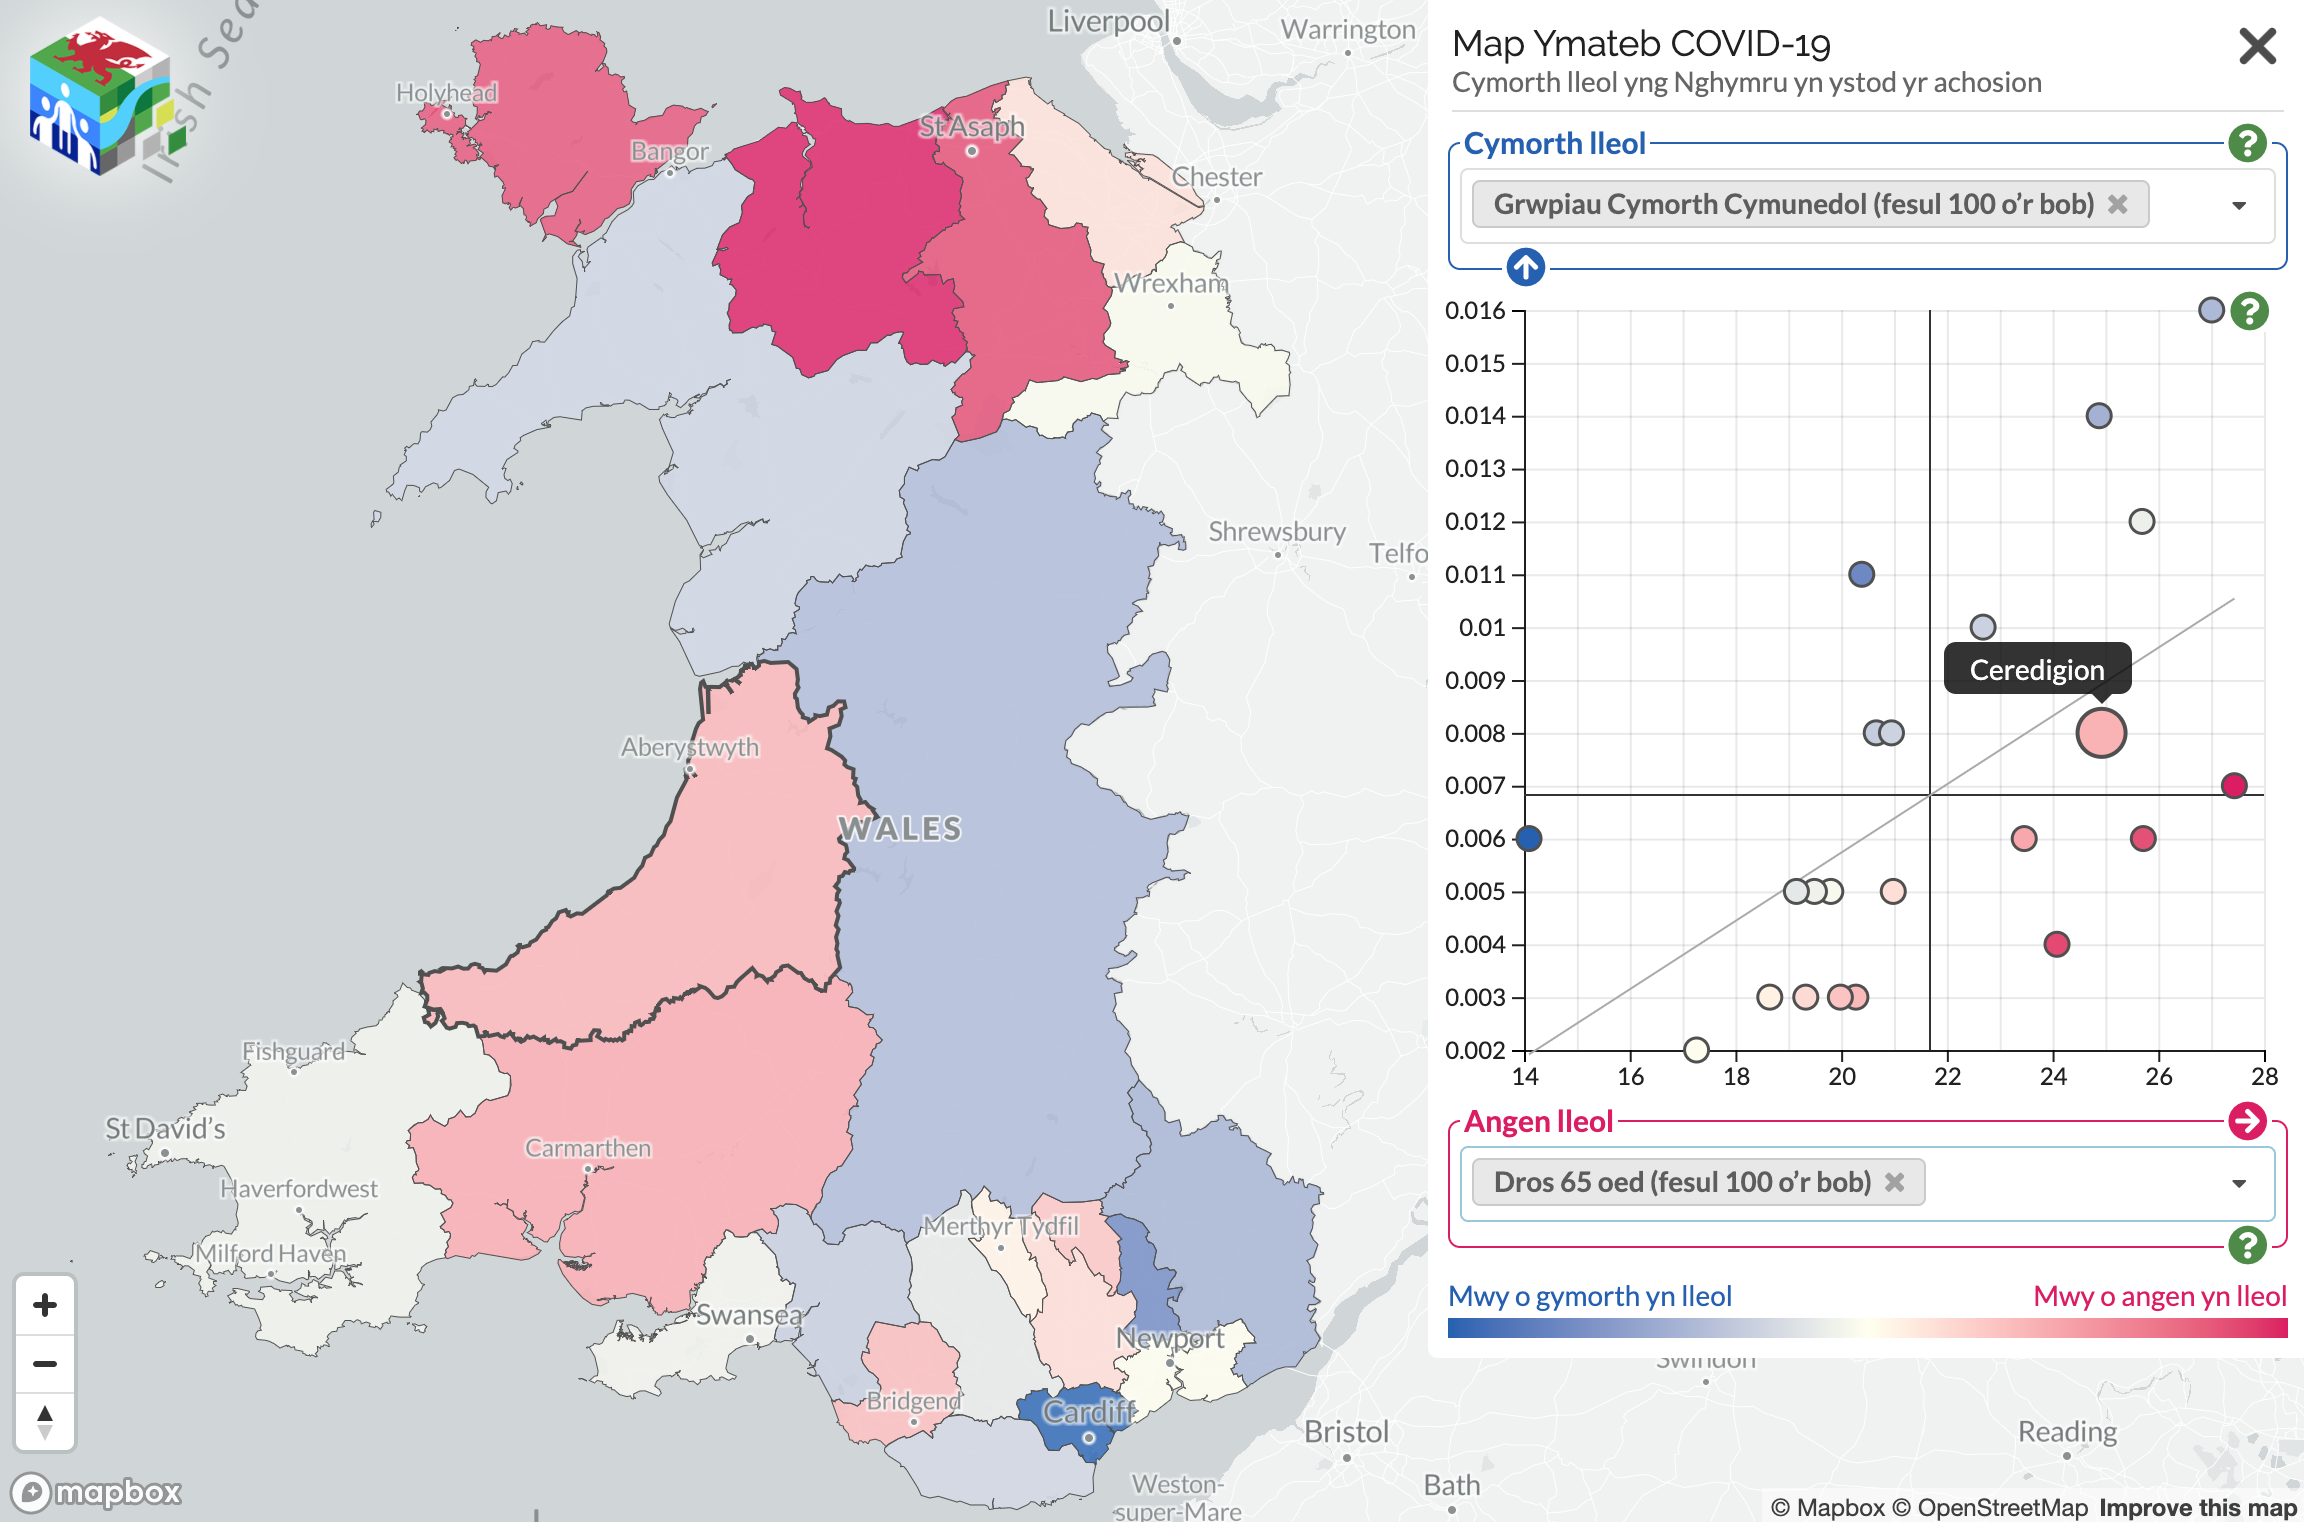 Irish Sea
Liverpool
Warrington
Holyhead
Bangor
St Asaph
Chester
Wrexham
Shrewsbury
Telfo
Aberystwyth
WALES
Fishguard
St David's
Haverfordwest
Milford Haven
Carmarthen
Merthyr Tydfil
Swansea
Newport
Bridgend
Cardiff
Bristol
Bath
Weston-
super-Mare
Swindon
Reading
+
−
mapbox
Map Ymateb COVID-19
Cymorth lleol yng Nghymru yn ystod yr achosion
Cymorth lleol
?
Grwpiau Cymorth Cymunedol (fesul 100 o’r bob)
0.016
?
0.015
0.014
0.013
0.012
0.011
0.01
0.009
Ceredigion
0.008
0.007
0.006
0.005
0.004
0.003
0.002
14 16 18 20 22 24 26 28
Angen lleol
Dros 65 oed (fesul 100 o’r bob)
?
Mwy o gymorth yn lleol
Mwy o angen yn lleol
© Mapbox © OpenStreetMap Improve this map